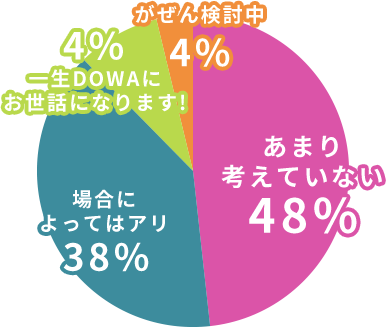 がぜん検討中
4%
4%
一生DOWAに
お世話になります!
あまり
考えていない
48%
場合に
よってはアリ
38%